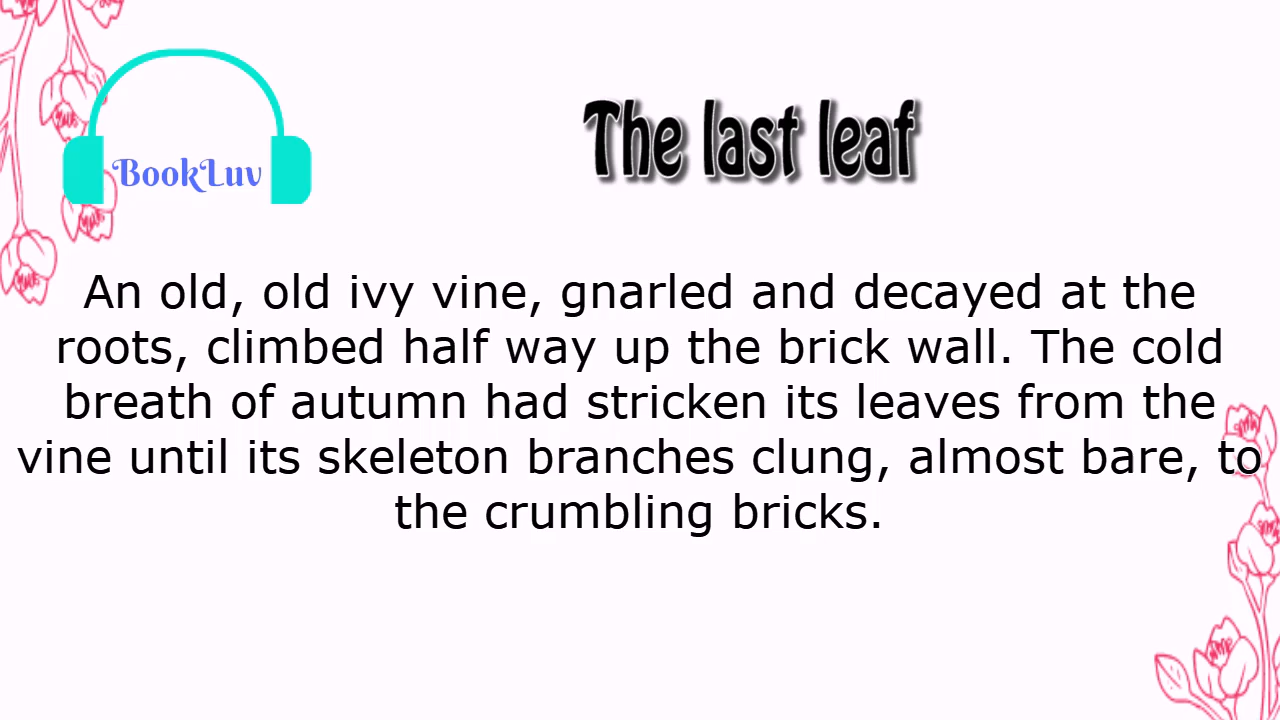 The last leaf
BookLuv
An old, old ivy vine, gnarled and decayed at the
roots, climbed half way up the brick wall. The cold
breath of autumn had stricken its leaves from the
vine until its skeleton branches clung, almost bare, to
the crumbling bricks.